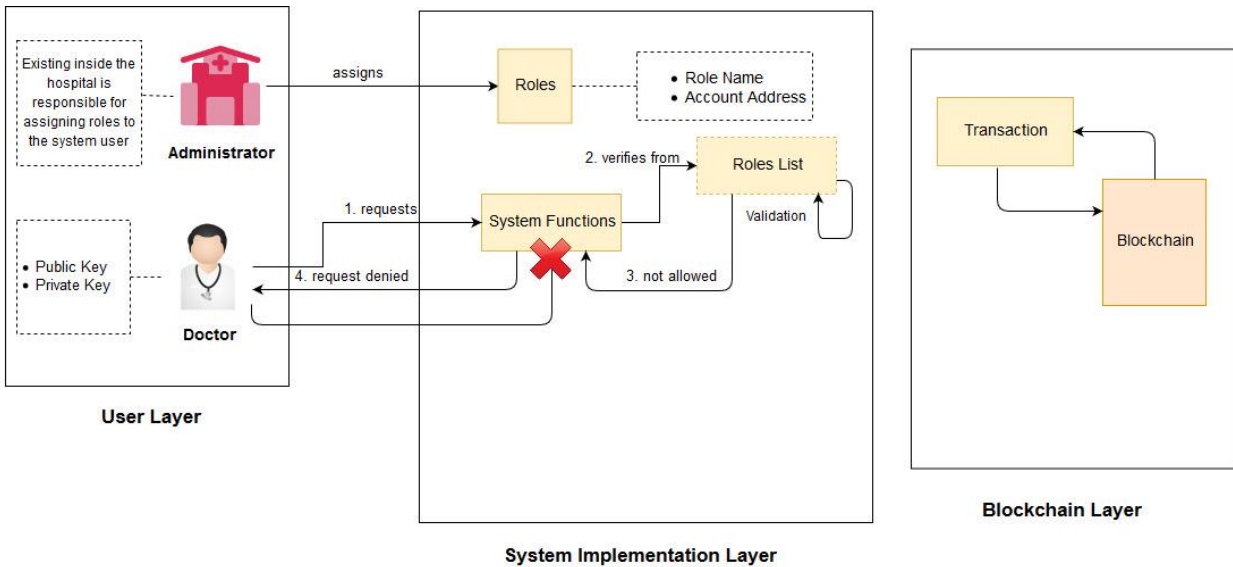 Existing inside the
hospital is
responsible for
assigning roles to
the system user
Administrator
assigns
Roles
• Role Name
• Account Address
2. verifies from
Roles List
Validation
1. requests
System Functions
3. not allowed
4. request denied
• Public Key
• Private Key
Doctor
User Layer
System Implementation Layer
Transaction
Blockchain
Blockchain Layer